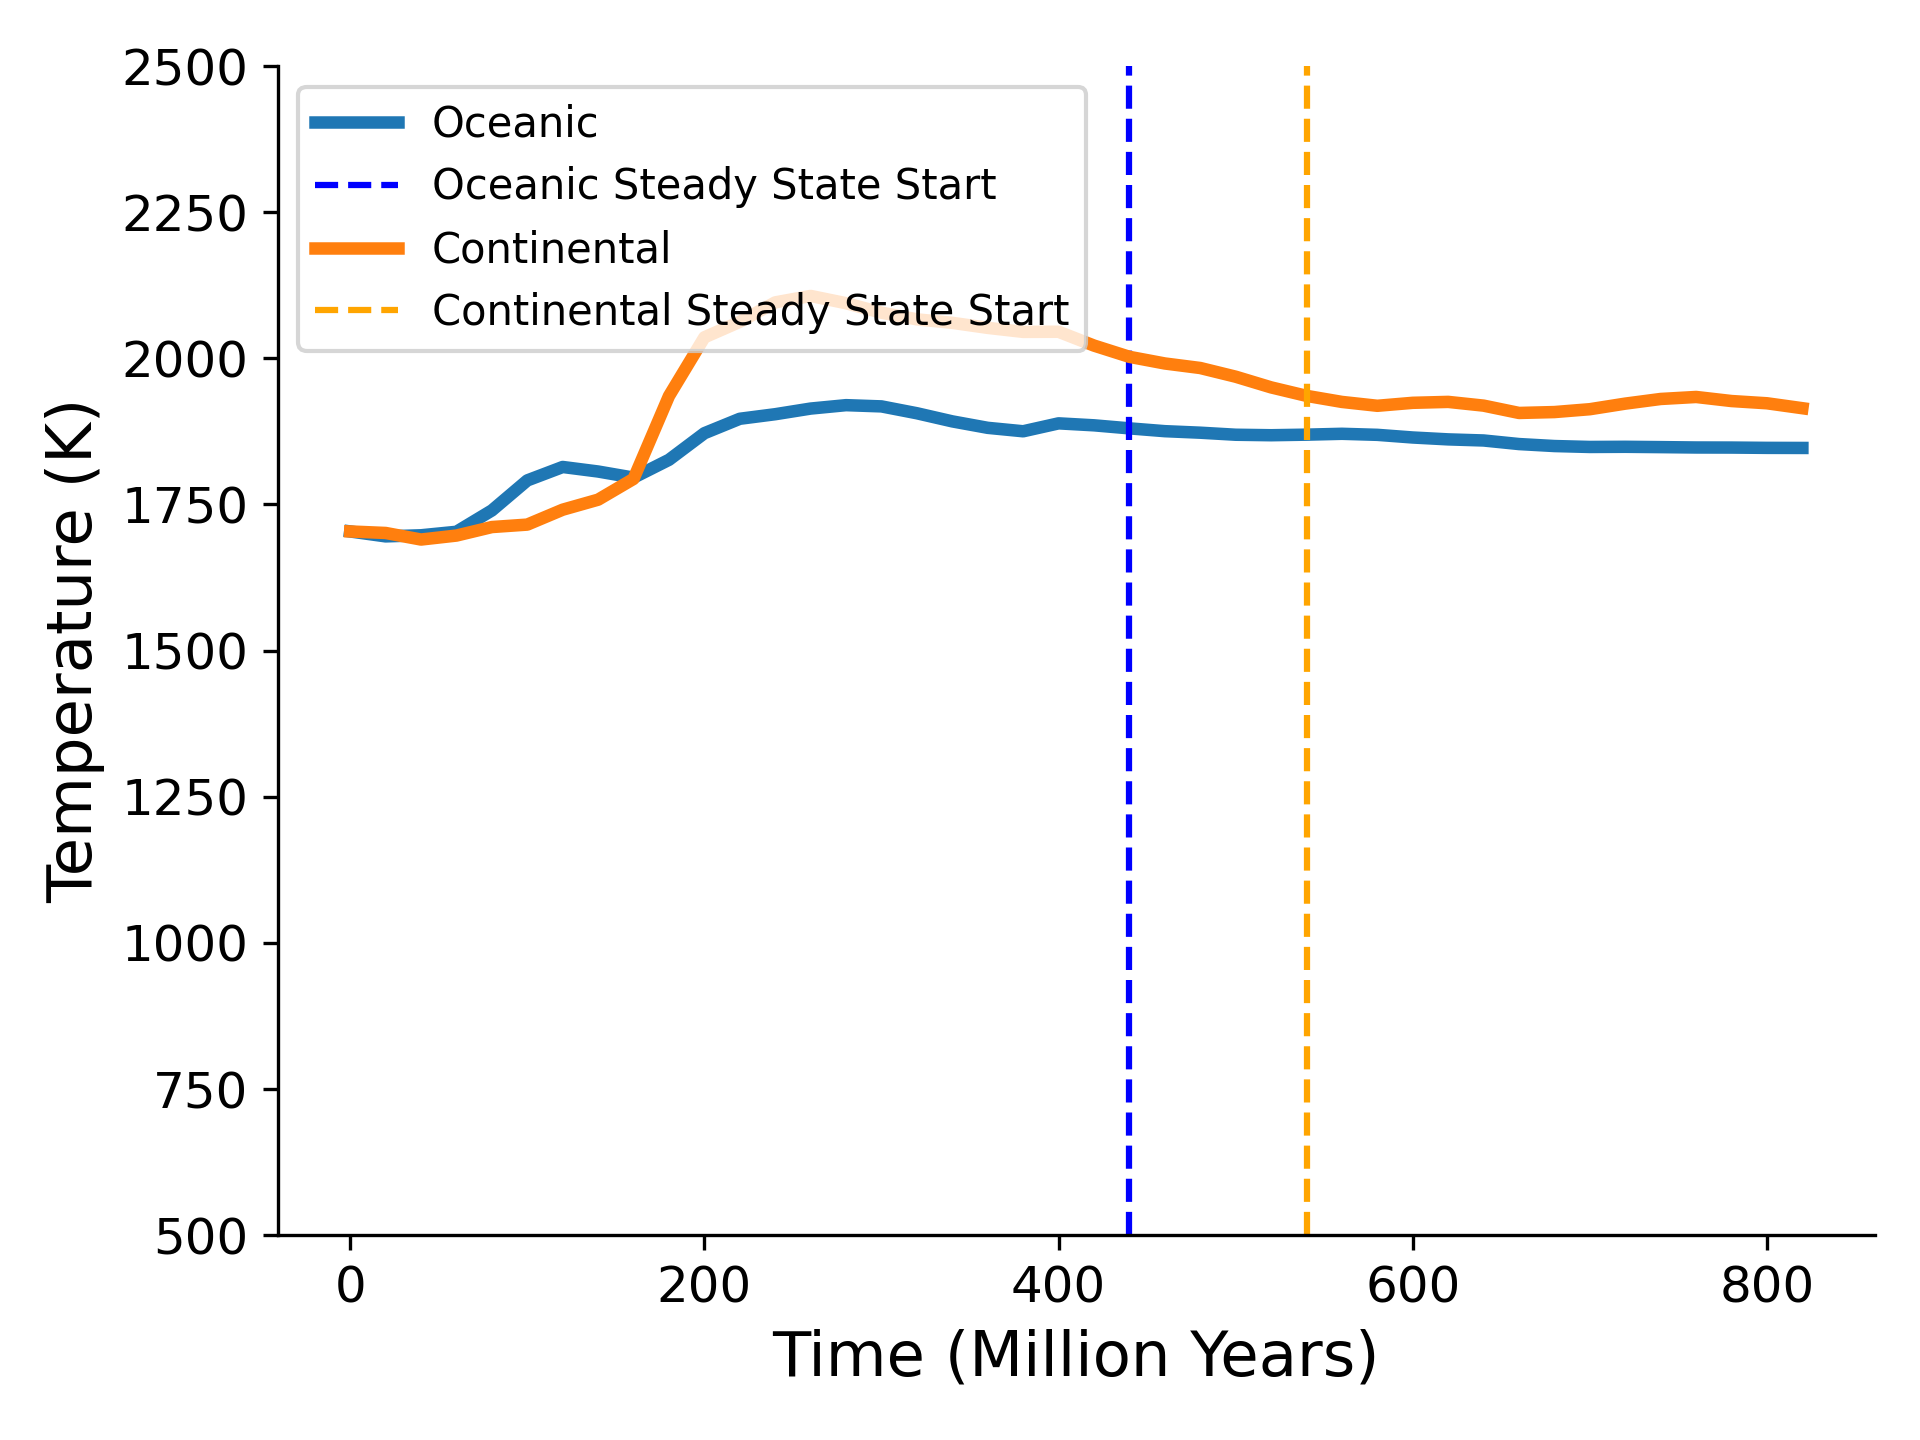 2500
2250
2000
1750
1500
1250
1000
750
500
Temperature (K)
Oceanic
Oceanic Steady State Start
Continental
Continental Steady State Start
0 200 400 600 800
Time (Million Years)